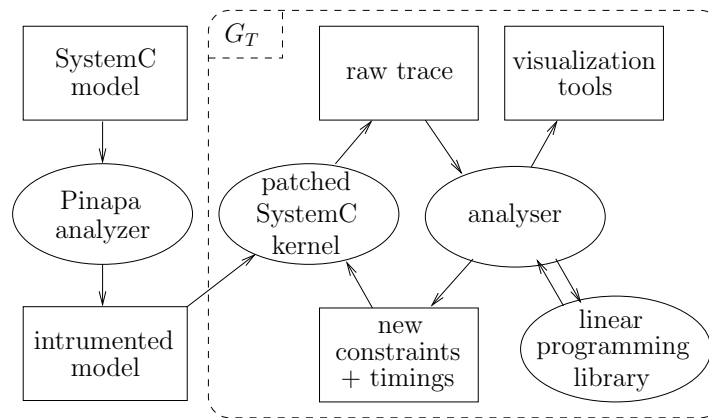 SystemC
model
Pinapa
analyzer
intrumented
model
G_T
raw trace
visualization
tools
patched
SystemC
kernel
analyser
new
constraints
+ timings
linear
programming
library